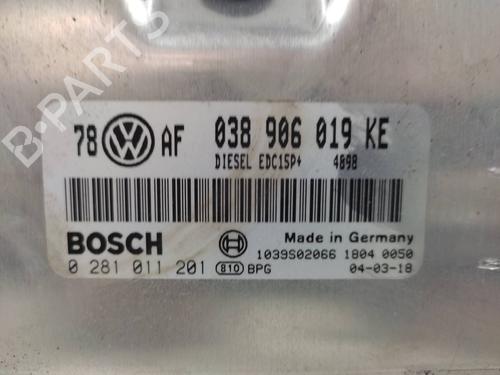 B-PARTS
78 AF 038 906 019 KE
DIESEL EDC15P+ 4898
BOSCH
Made in Germany
1039S02066 1804 0050
0 281 011 201 810 BPG 04-03-18